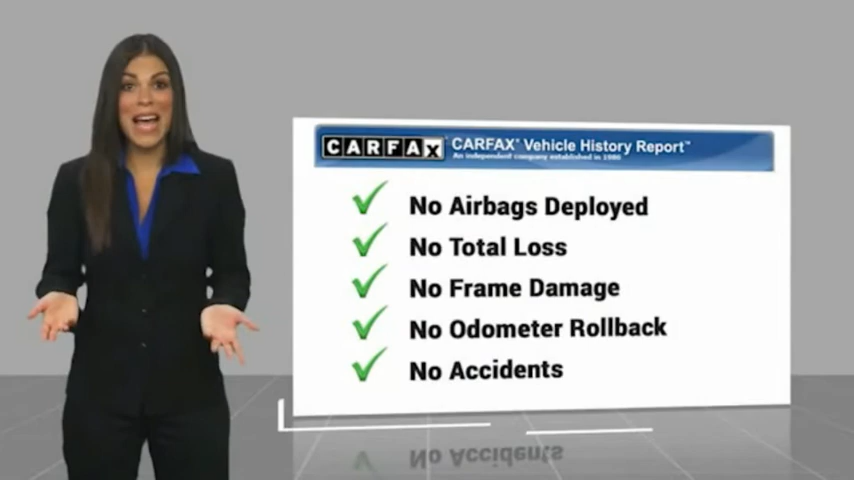 CARFAX CARFAX® Vehicle History Report™
An independent company established in 1986
No Airbags Deployed
No Total Loss
No Frame Damage
No Odometer Rollback
No Accidents
No Accidents